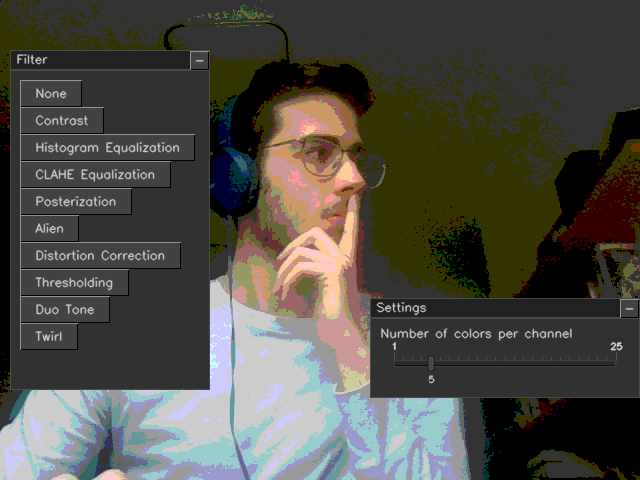 Filter
None
Contrast
Histogram Equalization
CLAHE Equalization
Posterization
Alien
Distortion Correction
Thresholding
Duo Tone
Twirl
Settings
Number of colors per channel
1 25
5